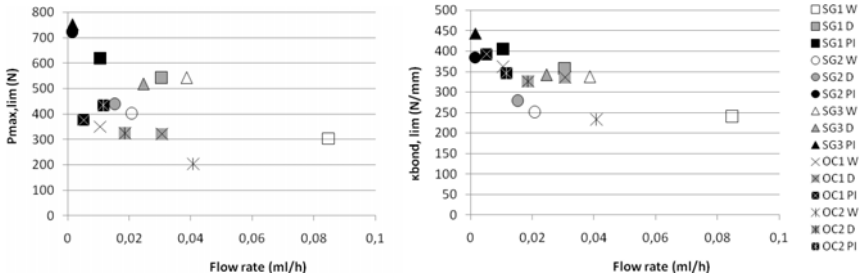 Pmax,lim (N)
800
700
600
500
400
300
200
100
0
0
0,02
0,04
0,06
0,08
0,1
Flow rate (ml/h)
κbond, lim (N/mm)
500
450
400
350
300
250
200
150
100
50
0
0
0,02
0,04
0,06
0,08
0,1
Flow rate (ml/h)
SG1 W
SG1 D
SG1 PI
SG2 W
SG2 D
SG2 PI
SG3 W
SG3 D
SG3 PI
OC1 W
OC1 D
OC1 PI
OC2 W
OC2 D
OC2 PI